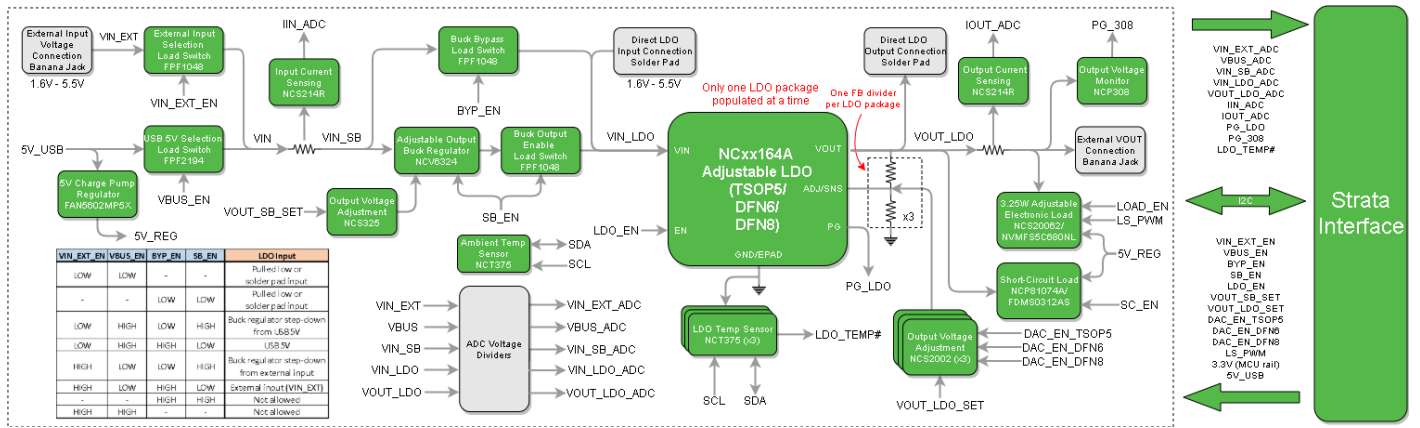 External Input
Voltage
Connection
Banana Jack
1.6V - 5.5V
VIN_EXT
External Input
Selection
Load Switch
FPF1048
VIN_EXT_EN
IIN_ADC
Input Current
Sensing
NCS214R
Buck Bypass
Load Switch
FPF1048
BYP_EN
Direct LDO
Input Connection
Solder Pad
1.6V - 5.5V
Only one LDO package
populated at a time
One FB divider
per LDO package
Direct LDO
Output Connection
Solder Pad
IOUT_ADC
Output Current
Sensing
NCS214R
PG_308
Output Voltage
Monitor
NCP308
5V_USB
USB 5V Selection
Load Switch
FPF2194
VBUS_EN
VIN
VIN_SB
Adjustable Output
Buck Regulator
NCV6324
Buck Output
Enable
Load Switch
FPF1048
VIN_LDO
5V Charge Pump
Regulator
FAN5602MP5X
5V_REG
VOUT_SB_SET
Output Voltage
Adjustment
NCS325
SB_EN
LDO_EN
VIN
VOUT
NCxx164A
Adjustable LDO
(TSOP5/
DFN6/
DFN8)
ADJ/SNS
EN
PG
GND/EPAD
x3
VOUT_LDO
External VOUT
Connection
Banana Jack
3.25W Adjustable
Electronic Load
NCS20062/
NVMFS5C680NL
LOAD_EN
LS_PWM
5V_REG
Short-Circuit Load
NCP81074A/
FDMS0312AS
SC_EN
PG_LDO
Ambient Temp
Sensor
NCT375
SDA
SCL
VIN_EXT
VBUS
VIN_SB
VIN_LDO
VOUT_LDO
ADC Voltage
Dividers
VIN_EXT_ADC
VBUS_ADC
VIN_SB_ADC
VIN_LDO_ADC
VOUT_LDO_ADC
LDO Temp Sensor
NCT375 (x3)
LDO_TEMP#
SCL
SDA
Output Voltage
Adjustment
NCS2002 (x3)
DAC_EN_TSOP5
DAC_EN_DFN6
DAC_EN_DFN8
VOUT_LDO_SET
VIN_EXT_EN VBUS_EN BYP_EN SB_EN LDO Input
LOW LOW - - Pulled low or
solder pad input
- - LOW LOW Pulled low or
solder pad input
LOW HIGH LOW HIGH Buck regulator step-down
from USB 5V
LOW HIGH HIGH LOW USB 5V
HIGH LOW LOW HIGH Buck regulator step-down
from external input
HIGH LOW HIGH LOW External input (VIN_EXT)
- - HIGH HIGH Not allowed
HIGH HIGH - - Not allowed
VIN_EXT_ADC
VBUS_ADC
VIN_SB_ADC
VIN_LDO_ADC
VOUT_LDO_ADC
IIN_ADC
IOUT_ADC
PG_LDO
PG_308
LDO_TEMP#
I2C
VIN_EXT_EN
VBUS_EN
BYP_EN
SB_EN
LDO_EN
VOUT_SB_SET
VOUT_LDO_SET
DAC_EN_TSOP5
DAC_EN_DFN6
DAC_EN_DFN8
LS_PWM
3.3V (MCU rail)
5V_USB
Strata
Interface